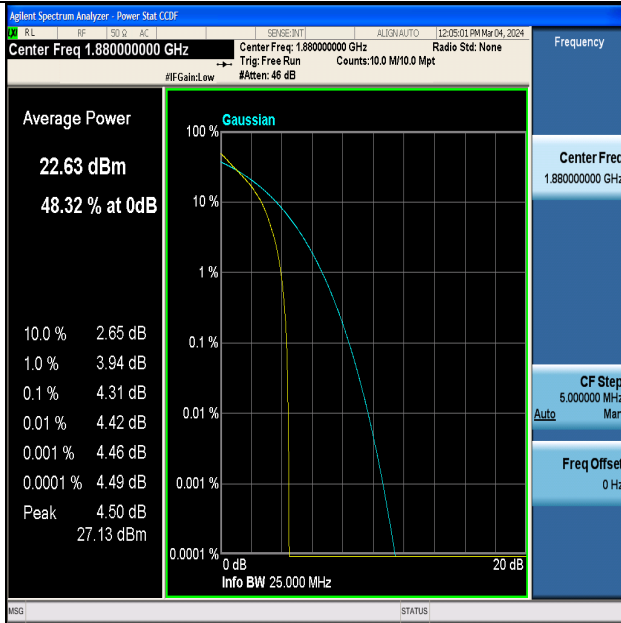 Agilent Spectrum Analyzer - Power Stat CCDF
LXI RL RF 50 Ω AC SENSE:INT ALIGN AUTO 12:05:01 PM Mar 04, 2024
Center Freq 1.880000000 GHz
Center Freq: 1.880000000 GHz Radio Std: None
Trig: Free Run Counts:10.0 M/10.0 Mpt
#IFGain:Low #Atten: 46 dB
Frequency
Average Power
22.63 dBm
48.32 % at 0dB
10.0 % 2.65 dB
1.0 % 3.94 dB
0.1 % 4.31 dB
0.01 % 4.42 dB
0.001 % 4.46 dB
0.0001 % 4.49 dB
Peak 4.50 dB
27.13 dBm
Gaussian
100 %
10 %
1 %
0.1 %
0.01 %
0.001 %
0.0001 %
0 dB 20 dB
Info BW 25.000 MHz
Center Freq
1.880000000 GHz
CF Step
5.000000 MHz
Auto Man
Freq Offset
0 Hz
MSG STATUS